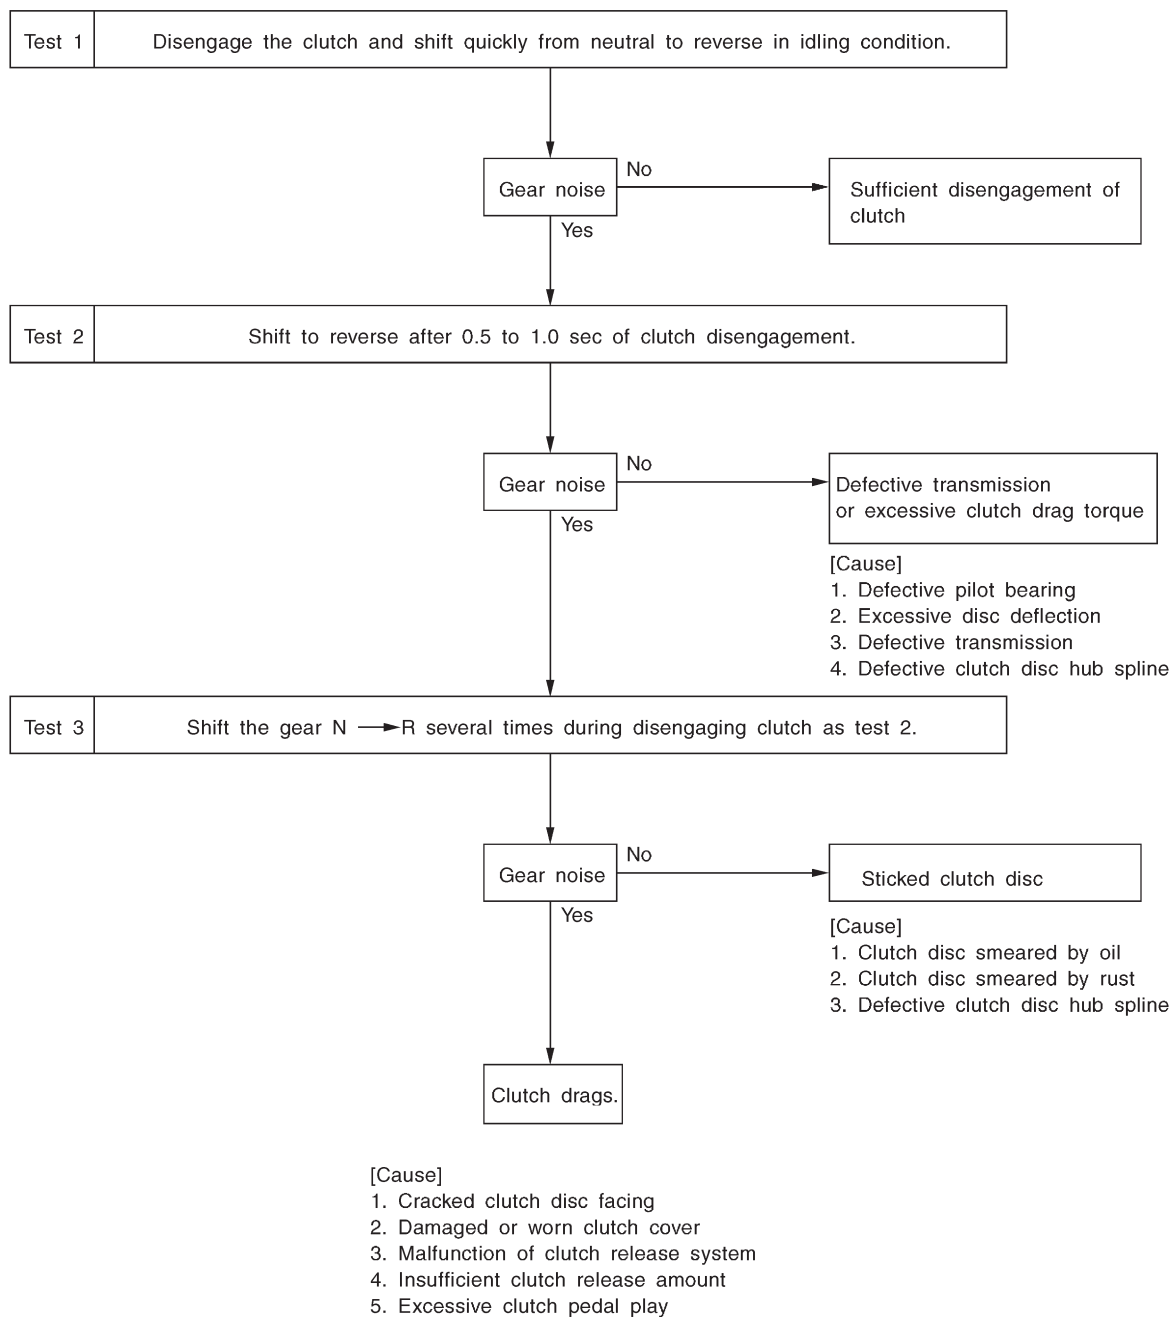 Test 1 Disengage the clutch and shift quickly from neutral to reverse in idling condition.
Gear noise
No
Sufficient disengagement of
clutch
Yes
Test 2 Shift to reverse after 0.5 to 1.0 sec of clutch disengagement.
Gear noise
No
Defective transmission
or excessive clutch drag torque
Yes
[Cause]
1. Defective pilot bearing
2. Excessive disc deflection
3. Defective transmission
4. Defective clutch disc hub spline
Test 3 Shift the gear N → R several times during disengaging clutch as test 2.
Gear noise
No
Sticked clutch disc
Yes
[Cause]
1. Clutch disc smeared by oil
2. Clutch disc smeared by rust
3. Defective clutch disc hub spline
Clutch drags.
[Cause]
1. Cracked clutch disc facing
2. Damaged or worn clutch cover
3. Malfunction of clutch release system
4. Insufficient clutch release amount
5. Excessive clutch pedal play